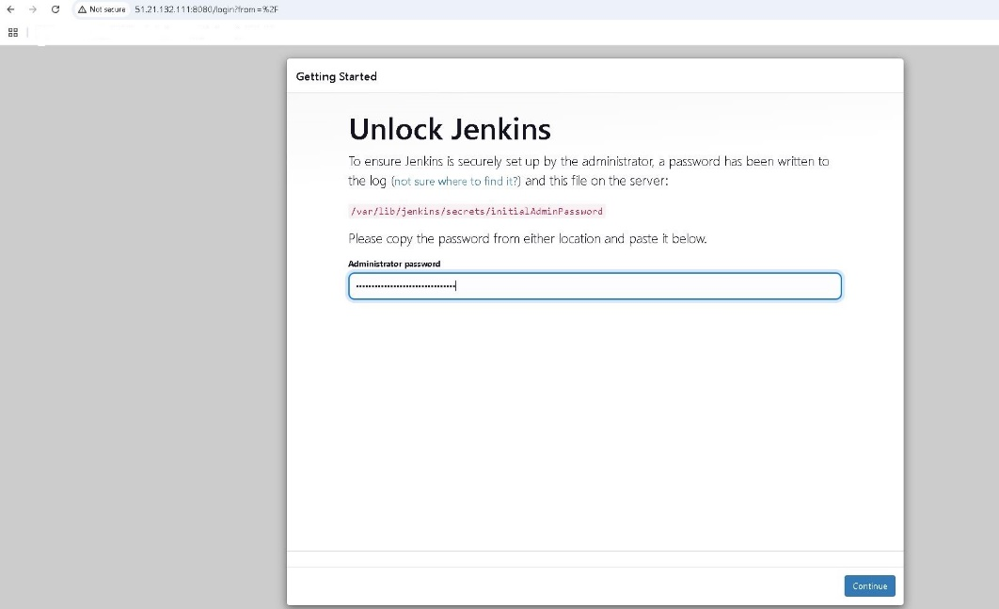 Not secure 51.21.132.111:8080/login?from=%2F
Getting Started
Unlock Jenkins
To ensure Jenkins is securely set up by the administrator, a password has been written to
the log (not sure where to find it?) and this file on the server:
/var/lib/jenkins/secrets/initialAdminPassword
Please copy the password from either location and paste it below.
Administrator password
Continue